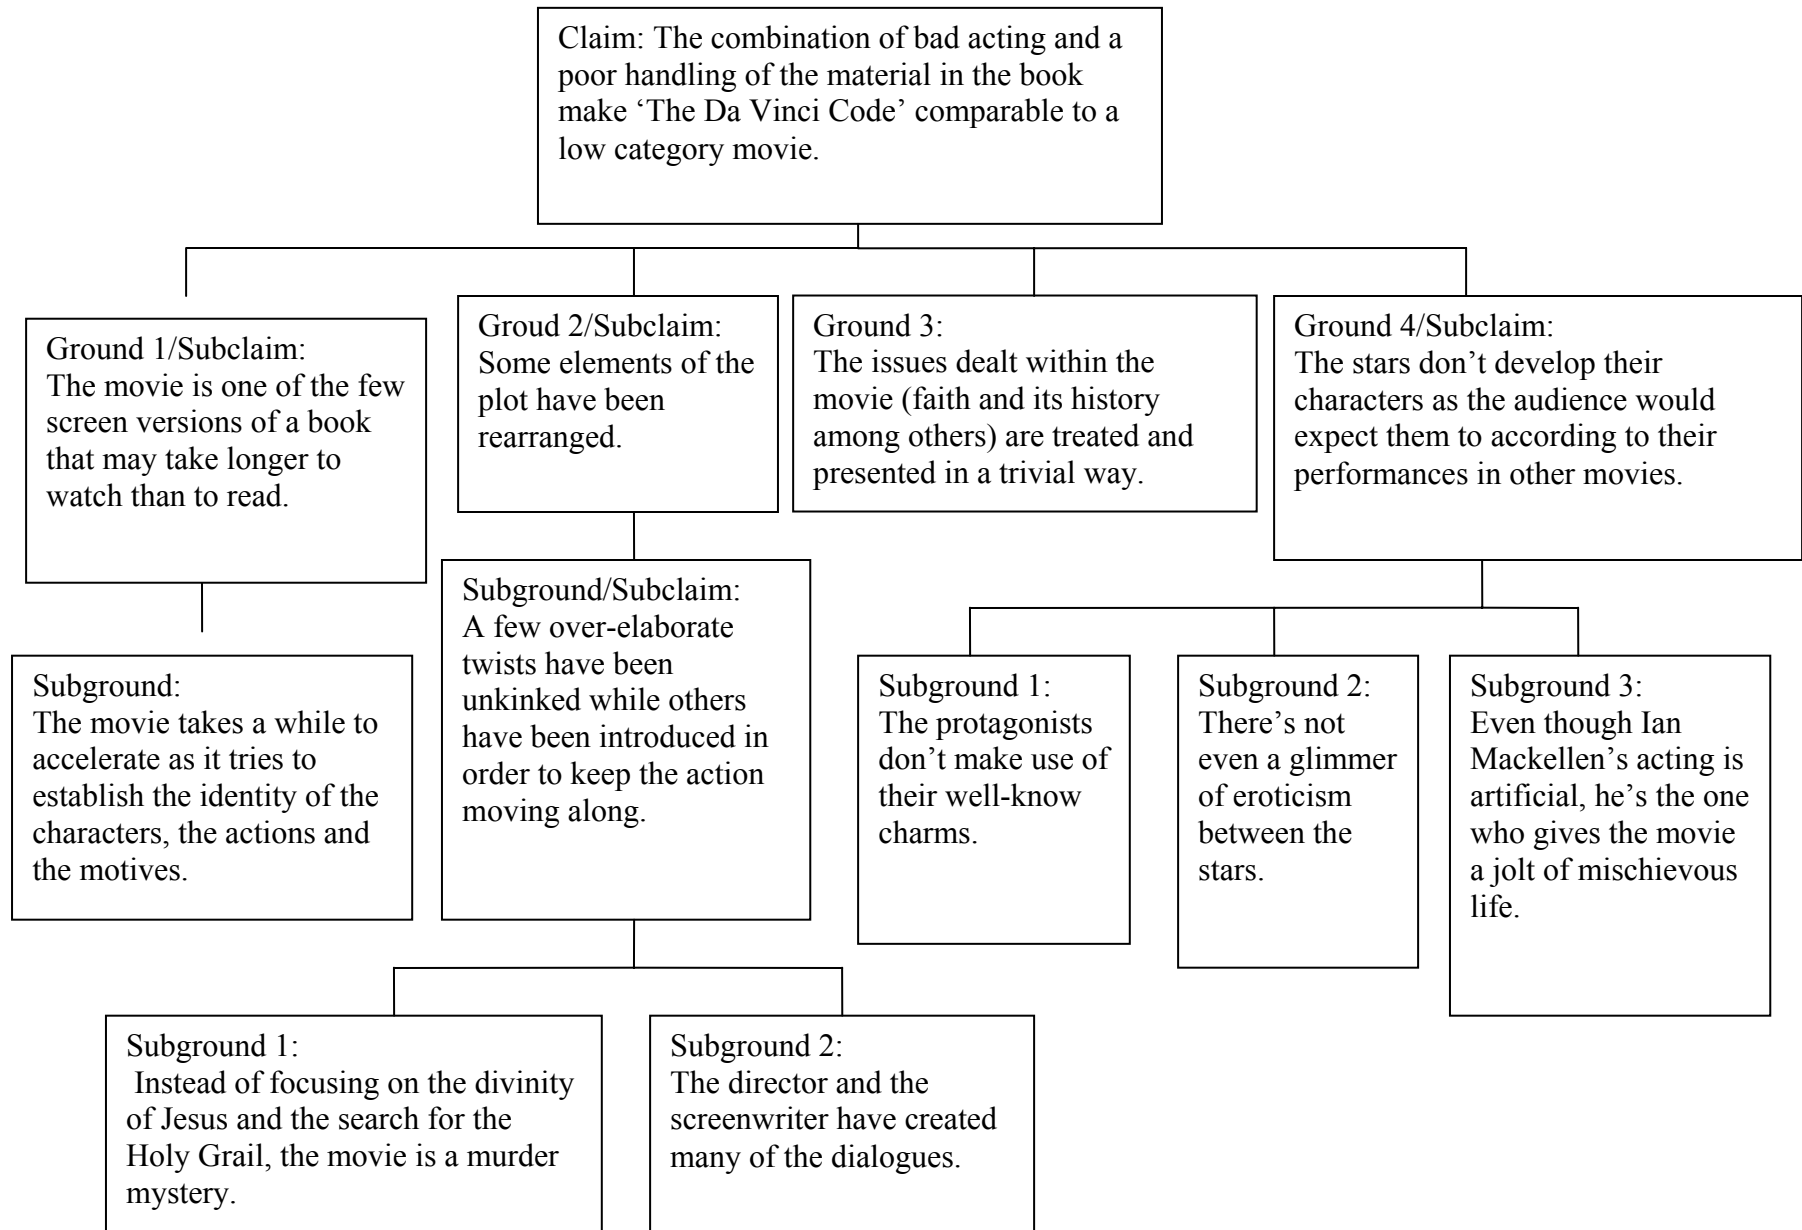 Claim: The combination of bad acting and a
poor handling of the material in the book
make ‘The Da Vinci Code’ comparable to a
low category movie.
Ground 1/Subclaim:
The movie is one of the few
screen versions of a book
that may take longer to
watch than to read.
Groud 2/Subclaim:
Some elements of the
plot have been
rearranged.
Ground 3:
The issues dealt within the
movie (faith and its history
among others) are treated and
presented in a trivial way.
Ground 4/Subclaim:
The stars don’t develop their
characters as the audience would
expect them to according to their
performances in other movies.
Subground:
The movie takes a while to
accelerate as it tries to
establish the identity of the
characters, the actions and
the motives.
Subground/Subclaim:
A few over-elaborate
twists have been
unkinked while others
have been introduced in
order to keep the action
moving along.
Subground 1:
The protagonists
don’t make use of
their well-know
charms.
Subground 2:
There’s not
even a glimmer
of eroticism
between the
stars.
Subground 3:
Even though Ian
Mackellen’s acting is
artificial, he’s the one
who gives the movie
a jolt of mischievous
life.
Subground 1:
Instead of focusing on the divinity
of Jesus and the search for the
Holy Grail, the movie is a murder
mystery.
Subground 2:
The director and the
screenwriter have created
many of the dialogues.